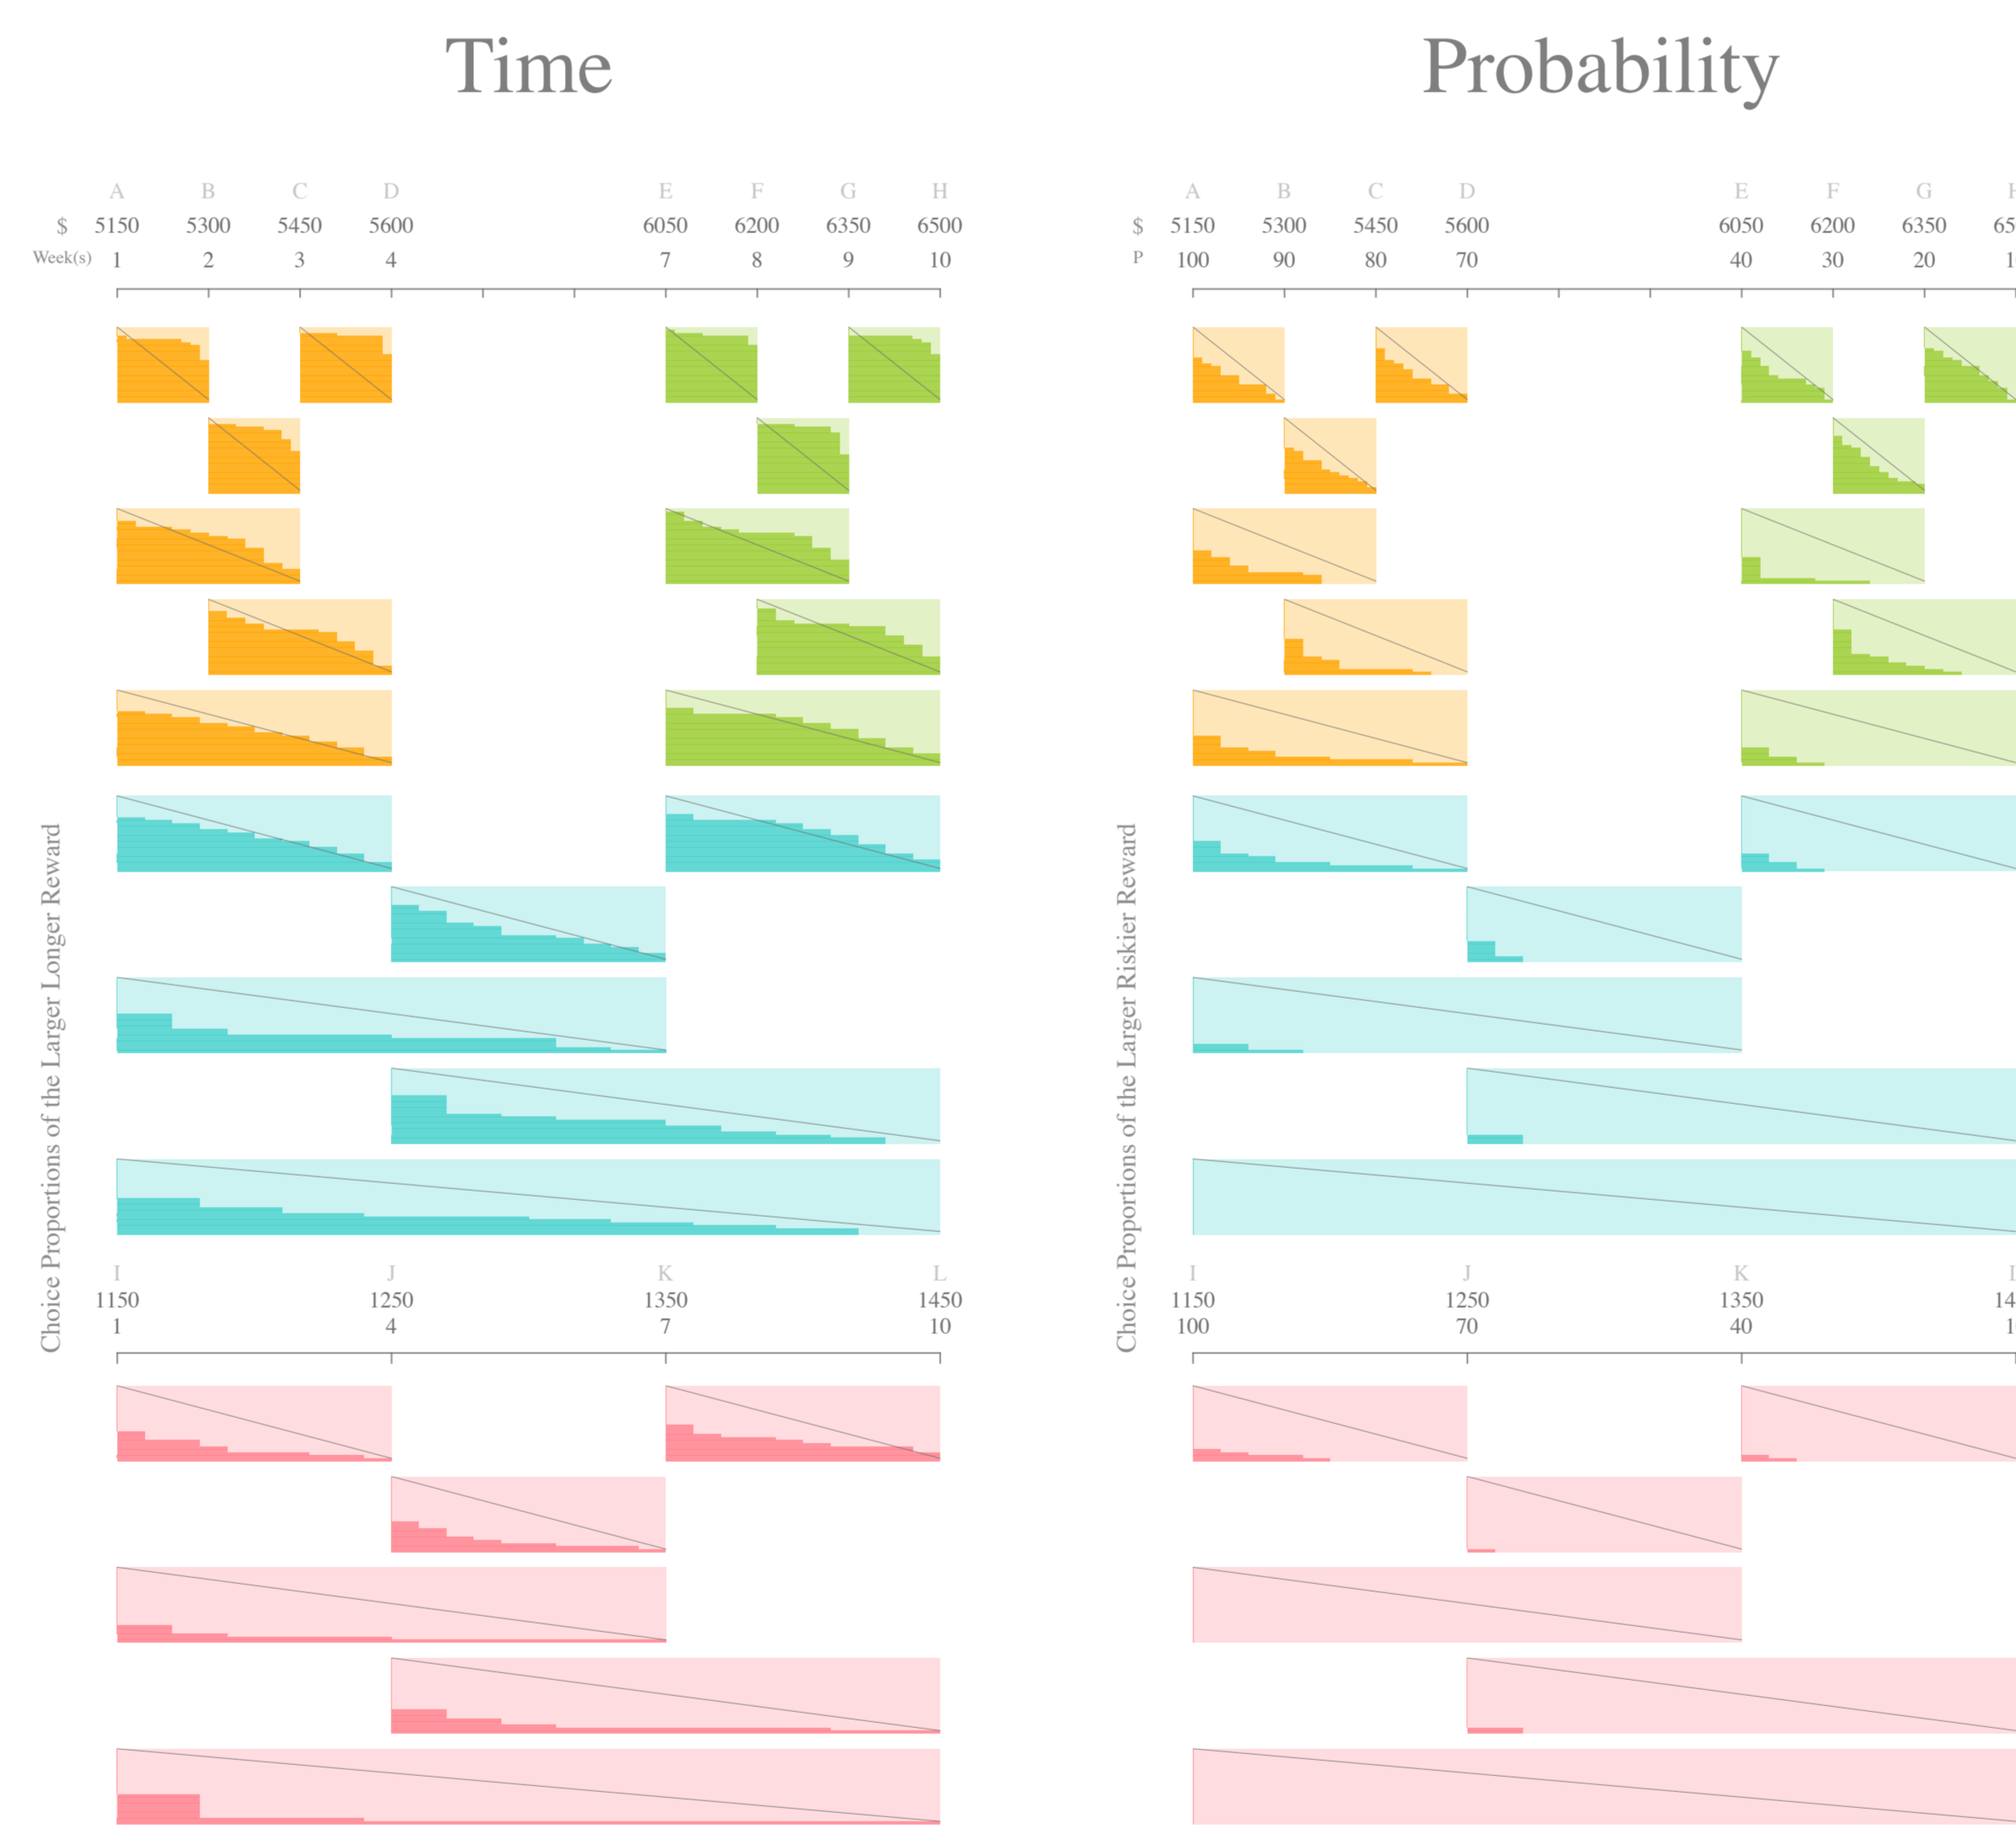 Time
A B C D E F G H
$ 5150 5300 5450 5600 6050 6200 6350 6500
Week(s) 1 2 3 4 7 8 9 10
Choice Proportions of the Larger Longer Reward
I J K L
1150 1250 1350 1450
1 4 7 10
Probability
A B C D E F G
$ 5150 5300 5450 5600 6050 6200 6350
P 100 90 80 70 40 30 20
Choice Proportions of the Larger Riskier Reward
I J K
1150 1250 1350
100 70 40